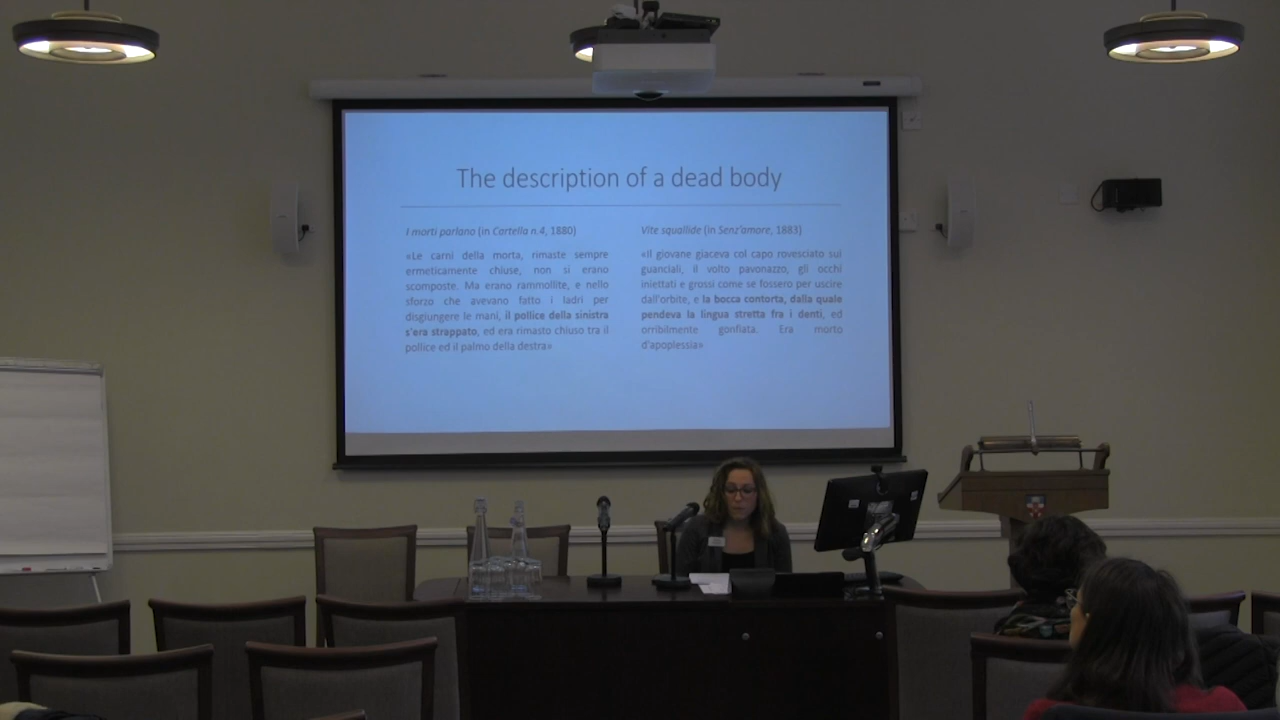 The description of a dead body
I morti parlano (in Cartella n.4, 1880)
«Le carni della morta, rimaste sempre
ermeticamente chiuse, non si erano
scomposte. Ma erano rammollite, e nello
sforzo che avevano fatto i ladri per
disgiungere le mani, il pollice della sinistra
s'era strappato, ed era rimasto chiuso tra il
pollice ed il palmo della destra»
Vite squallide (in Senz'amore, 1883)
«Il giovane giaceva col capo rovesciato sui
guanciali, il volto pavonazzo, gli occhi
iniettati e grossi come se fossero per uscire
dall'orbite, e la bocca contorta, dalla quale
pendeva la lingua stretta fra i denti, ed
orribilmente gonfiata. Era morto
d'apoplessia»